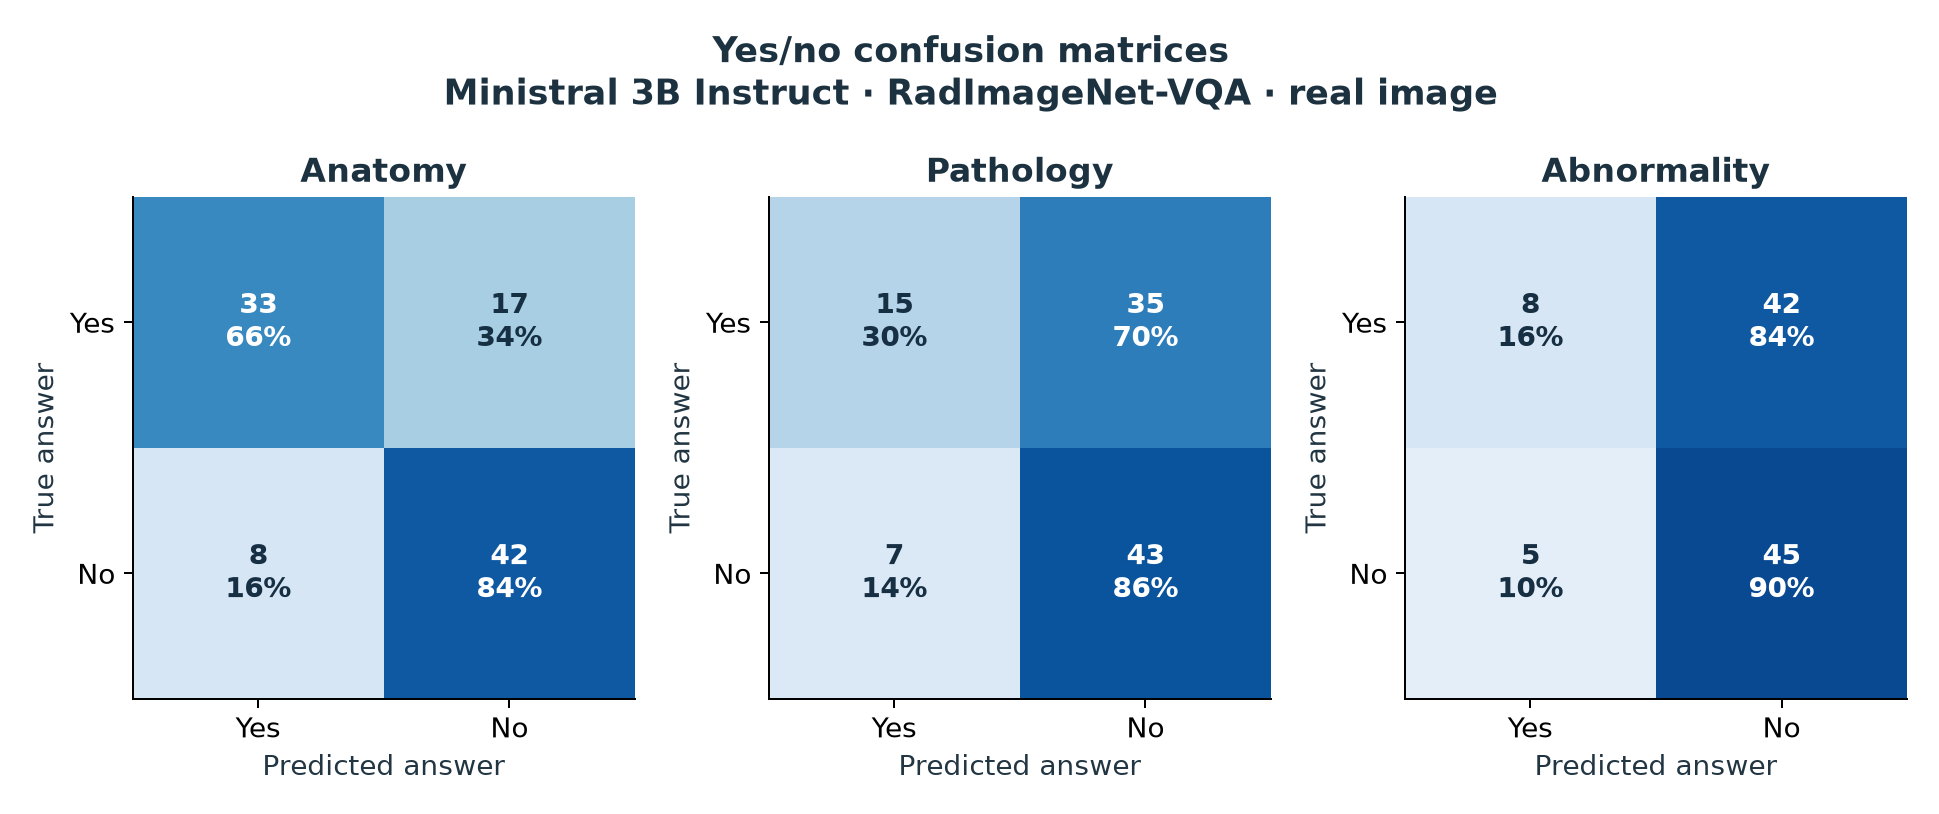 Yes/no confusion matrices
Ministral 3B Instruct · RadImageNet-VQA · real image
Anatomy
True answer
Yes
33
66%
17
34%
No
8
16%
42
84%
Yes
No
Predicted answer
Pathology
True answer
Yes
15
30%
35
70%
No
7
14%
43
86%
Yes
No
Predicted answer
Abnormality
True answer
Yes
8
16%
42
84%
No
5
10%
45
90%
Yes
No
Predicted answer